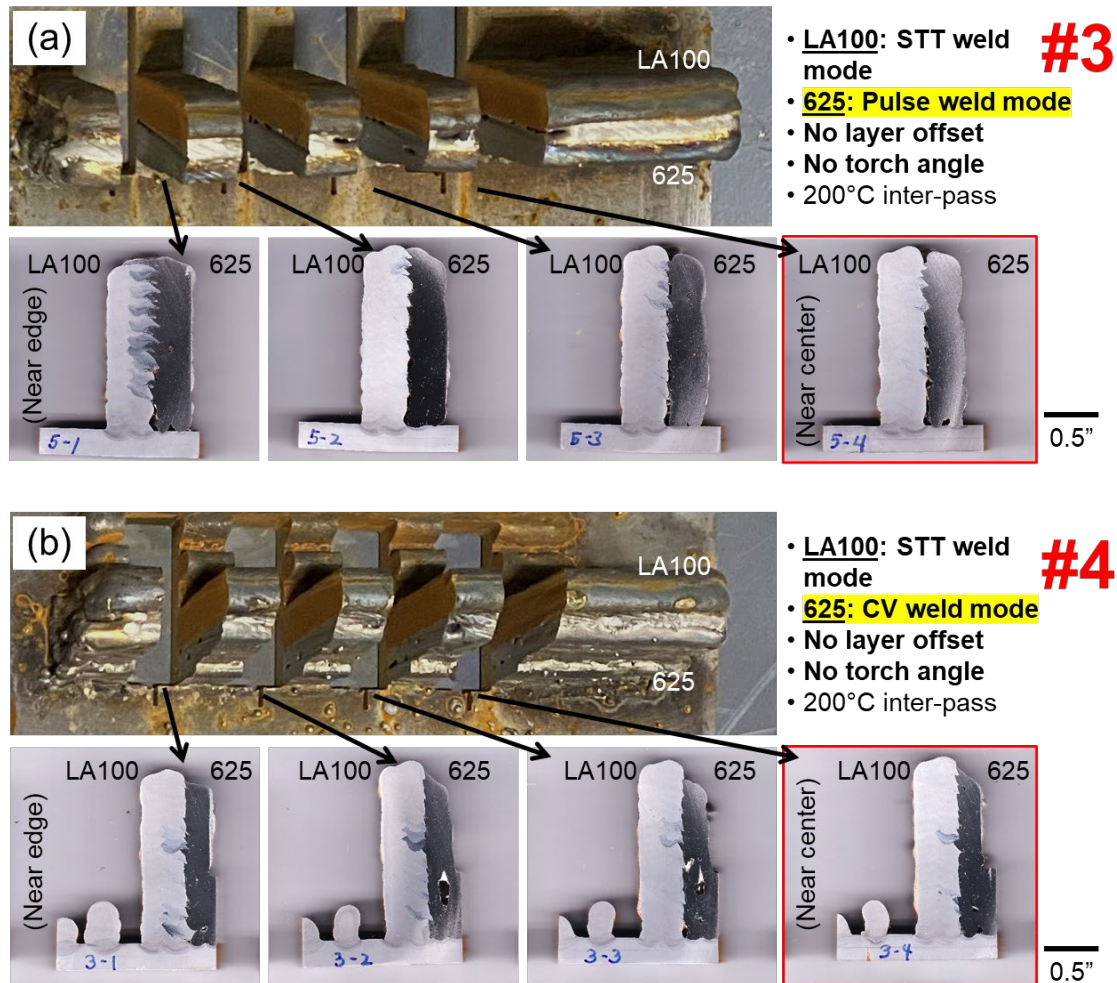 (a)
LA100
625
• LA100: STT weld
mode
• 625: Pulse weld mode
• No layer offset
• No torch angle
• 200°C inter-pass
#3
LA100 625
(Near edge)
5-1
LA100 625
5-2
LA100 625
5-3
LA100 625
(Near center)
5-4
0.5”
(b)
LA100
625
• LA100: STT weld
mode
• 625: CV weld mode
• No layer offset
• No torch angle
• 200°C inter-pass
#4
LA100 625
(Near edge)
3-1
LA100 625
3-2
LA100 625
3-3
LA100 625
(Near center)
3-4
0.5”